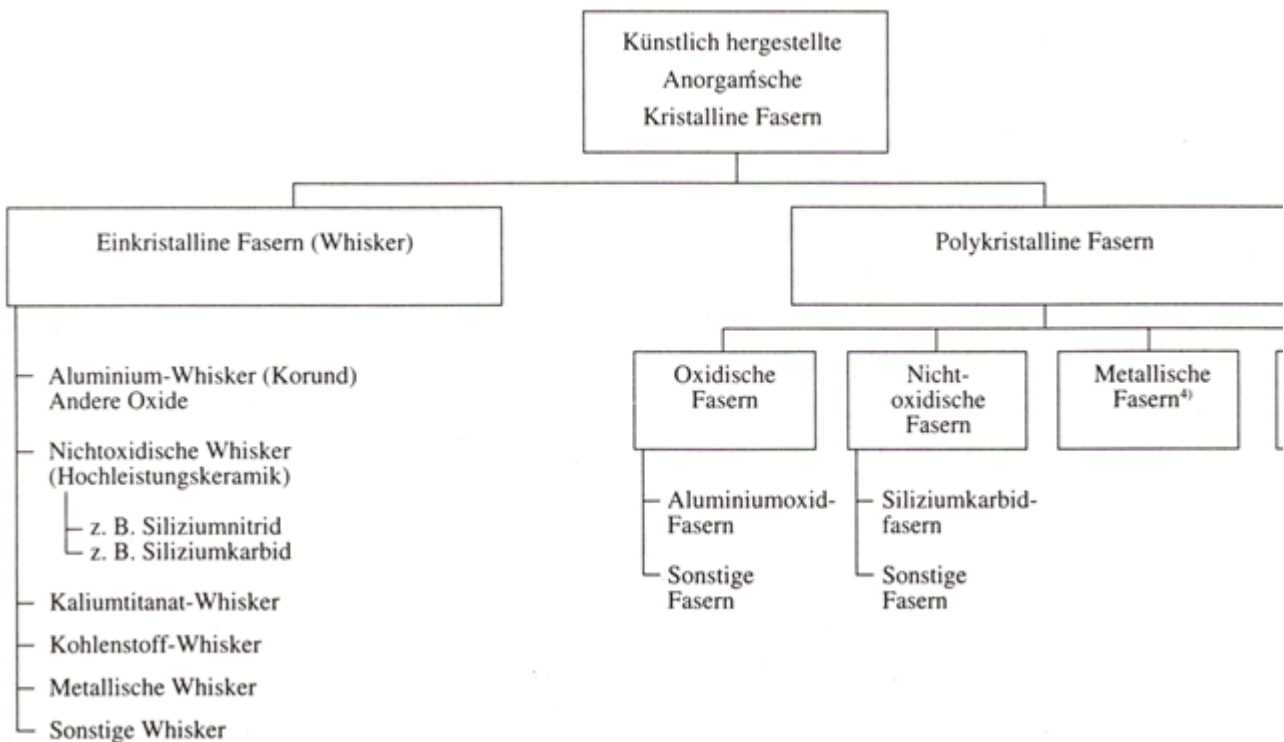 Künstlich hergestellte
Anorganische
Kristalline Fasern
Einkristalline Fasern (Whisker)
Aluminium-Whisker (Korund)
Andere Oxide
Nichtoxidische Whisker
(Hochleistungskeramik)
z. B. Siliziumnitrid
z. B. Siliziumkarbid
Kaliumtitanat-Whisker
Kohlenstoff-Whisker
Metallische Whisker
Sonstige Whisker
Polykristalline Fasern
Oxidische
Fasern
Aluminiumoxid-
Fasern
Sonstige
Fasern
Nicht-
oxidische
Fasern
Siliziumkarbid-
fasern
Sonstige
Fasern
Metallische
Fasern⁴⁾